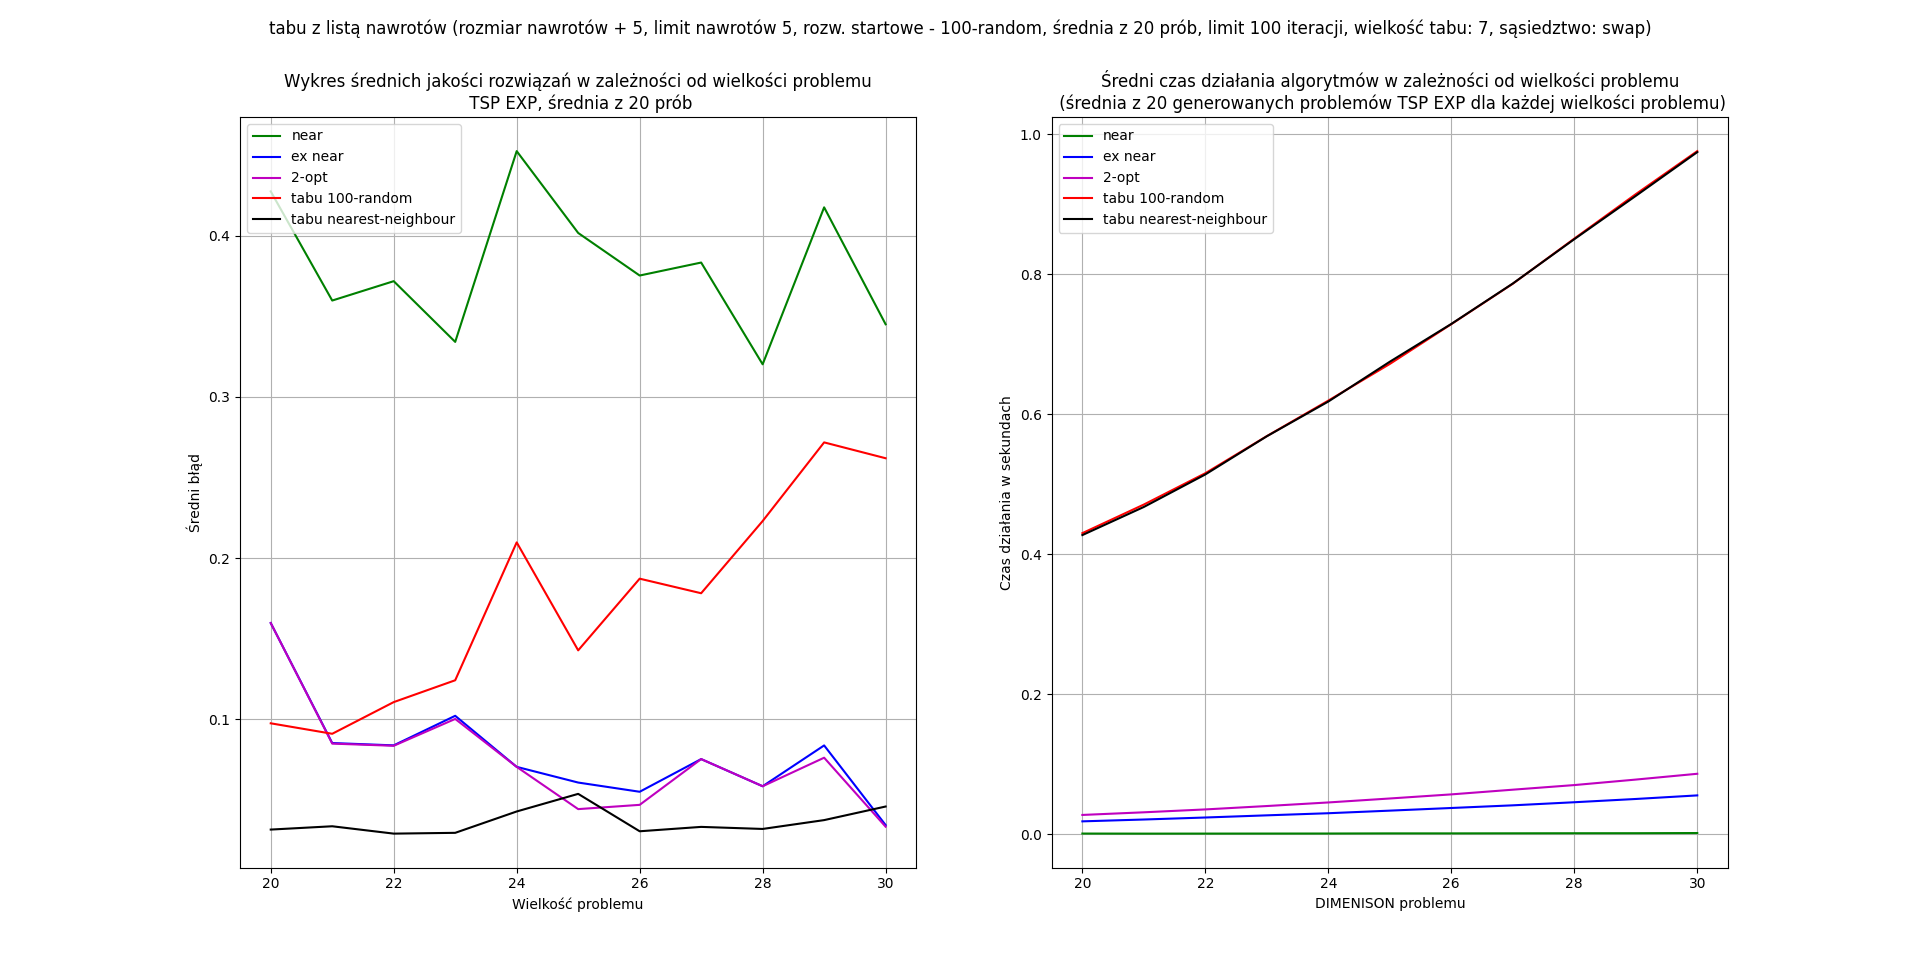 tabu z listą nawrotów (rozmiar nawrotów + 5, limit nawrotów 5, rozw. startowe - 100-random, średnia z 20 prób, limit 100 iteracji, wielkość tabu: 7, sąsiedztwo: swap)
Wykres średnich jakości rozwiązań w zależności od wielkości problemu
TSP EXP, średnia z 20 prób
near
ex near
2-opt
tabu 100-random
tabu nearest-neighbour
0.4
0.3
0.2
0.1
Średni błąd
20 22 24 26 28 30
Wielkość problemu
Średni czas działania algorytmów w zależności od wielkości problemu
(średnia z 20 generowanych problemów TSP EXP dla każdej wielkości problemu)
near
ex near
2-opt
tabu 100-random
tabu nearest-neighbour
1.0
0.8
0.6
0.4
0.2
0.0
Czas działania w sekundach
20 22 24 26 28 30
DIMENISON problemu